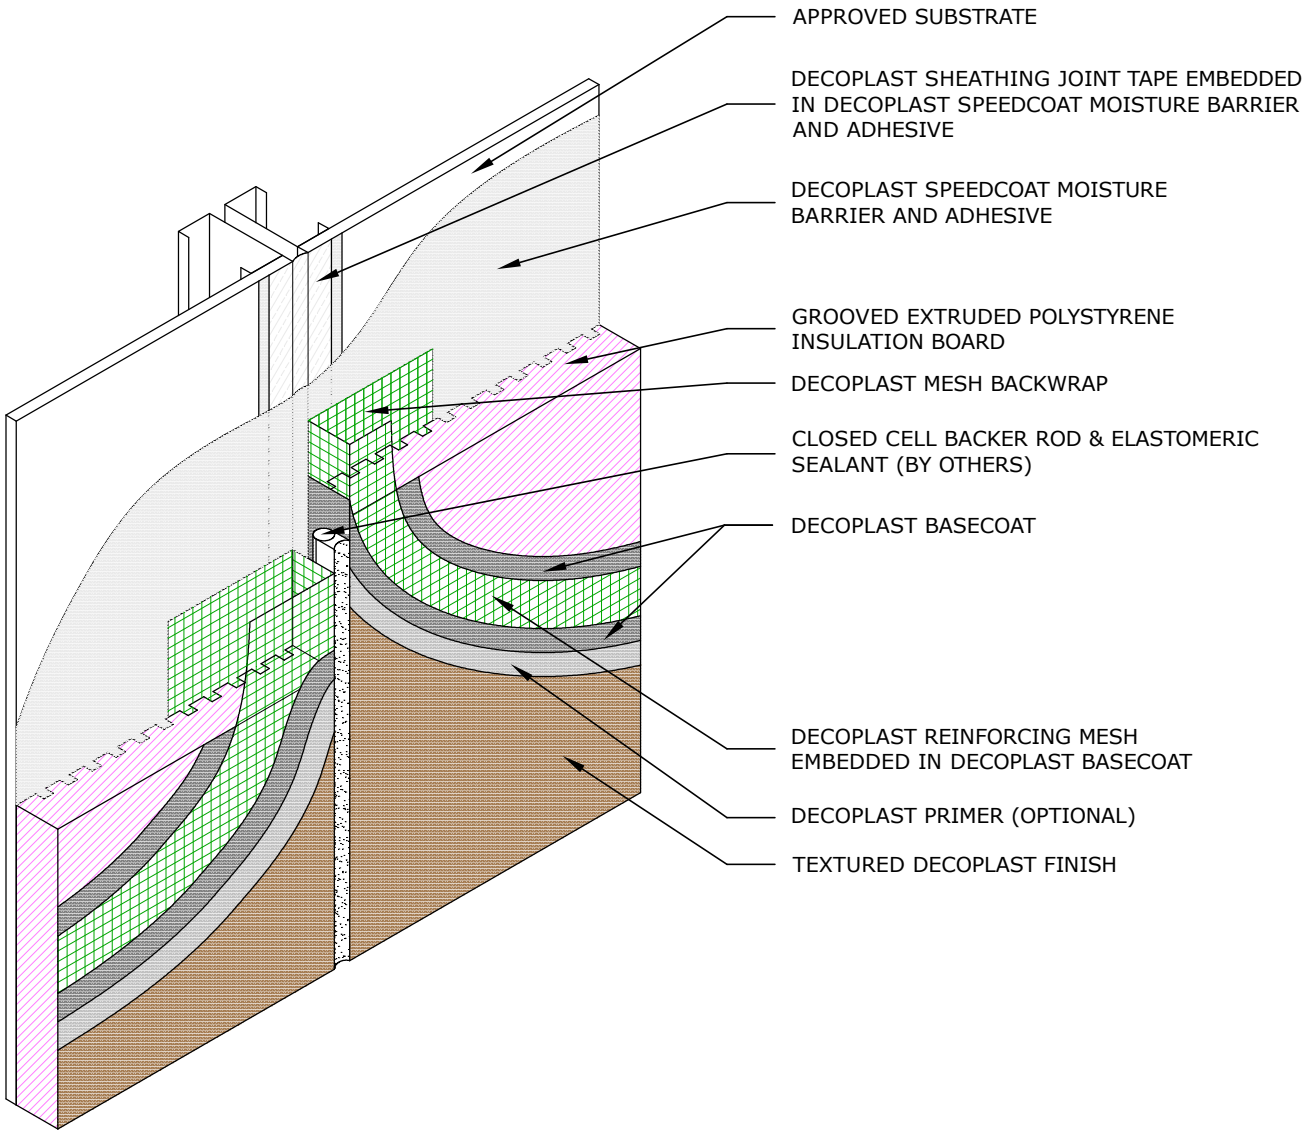 APPROVED SUBSTRATE
DECOPLAST SHEATHING JOINT TAPE EMBEDDED
IN DECOPLAST SPEEDCOAT MOISTURE BARRIER
AND ADHESIVE
DECOPLAST SPEEDCOAT MOISTURE
BARRIER AND ADHESIVE
GROOVED EXTRUDED POLYSTYRENE
INSULATION BOARD
DECOPLAST MESH BACKWRAP
CLOSED CELL BACKER ROD & ELASTOMERIC
SEALANT (BY OTHERS)
DECOPLAST BASECOAT
DECOPLAST REINFORCING MESH
EMBEDDED IN DECOPLAST BASECOAT
DECOPLAST PRIMER (OPTIONAL)
TEXTURED DECOPLAST FINISH